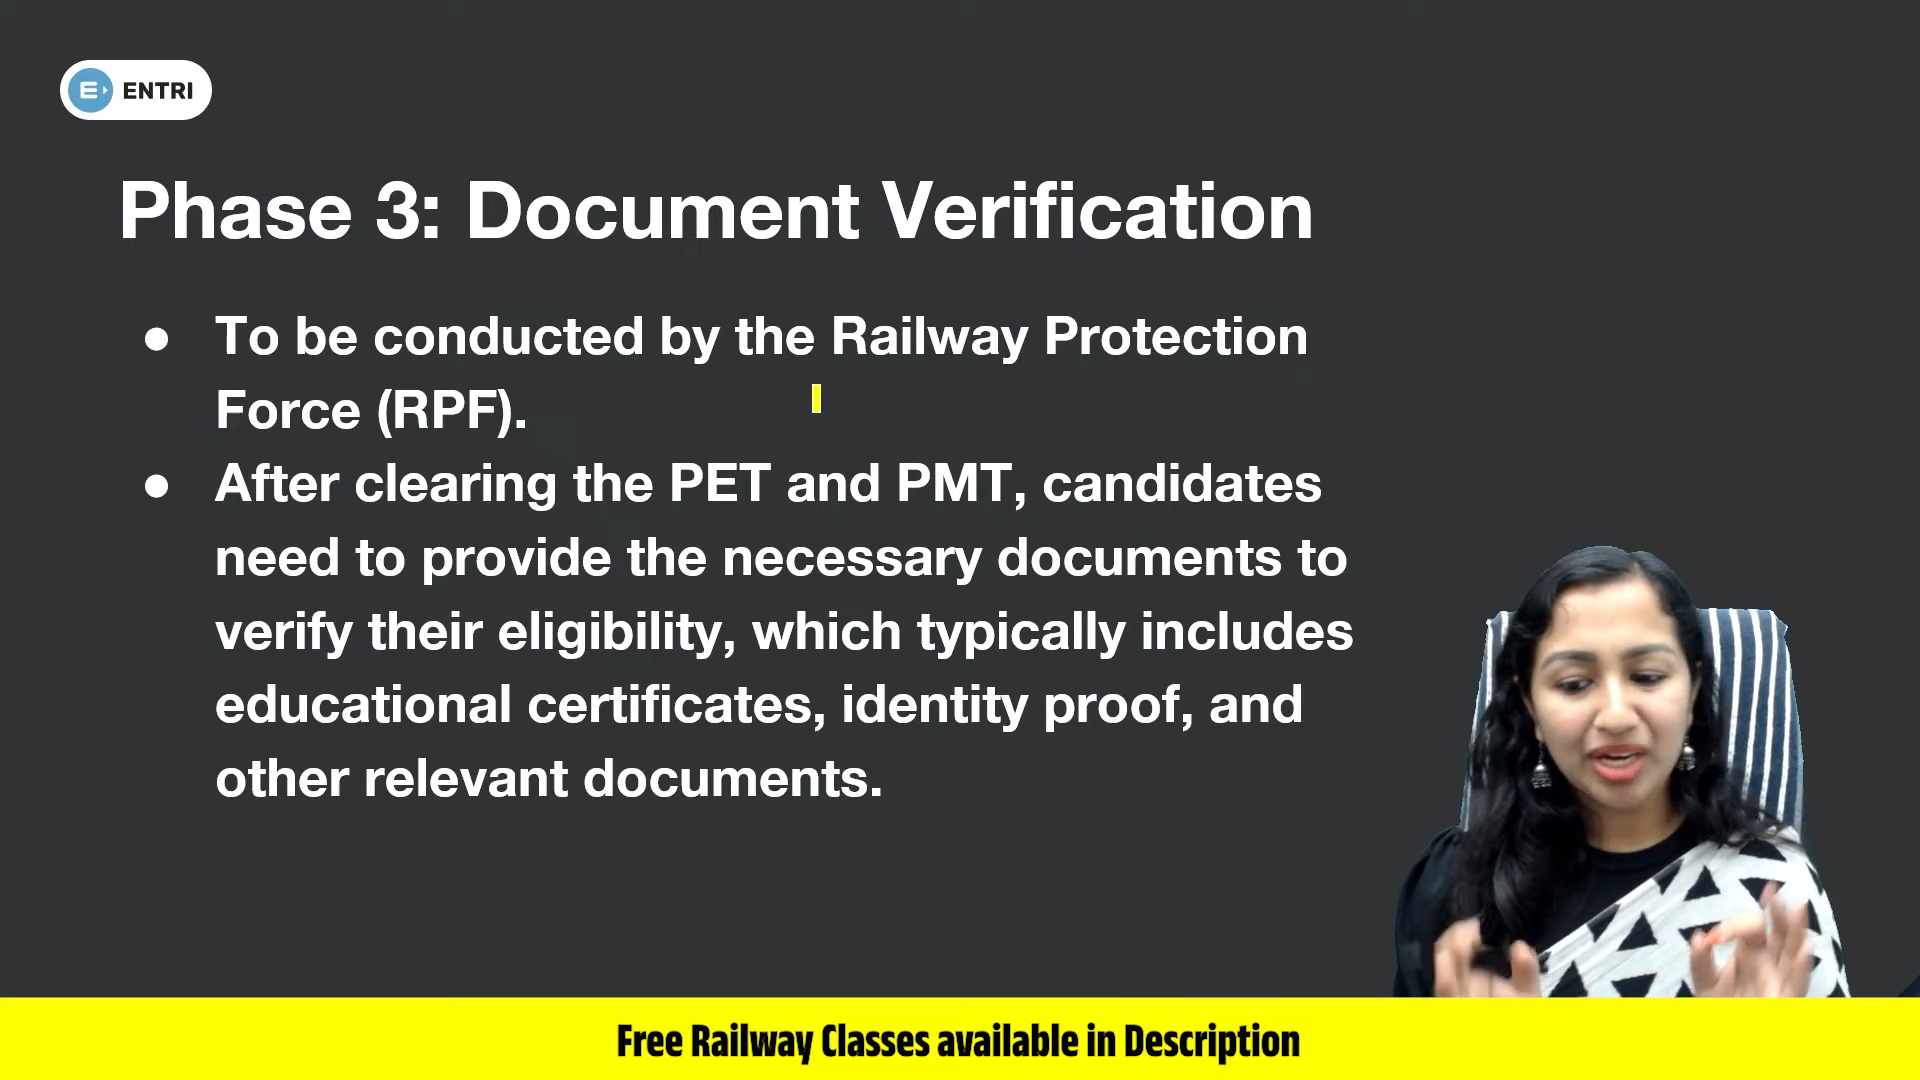 ENTRI
Phase 3: Document Verification
● To be conducted by the Railway Protection
Force (RPF).
● After clearing the PET and PMT, candidates
need to provide the necessary documents to
verify their eligibility, which typically includes
educational certificates, identity proof, and
other relevant documents.
Free Railway Classes available in Description